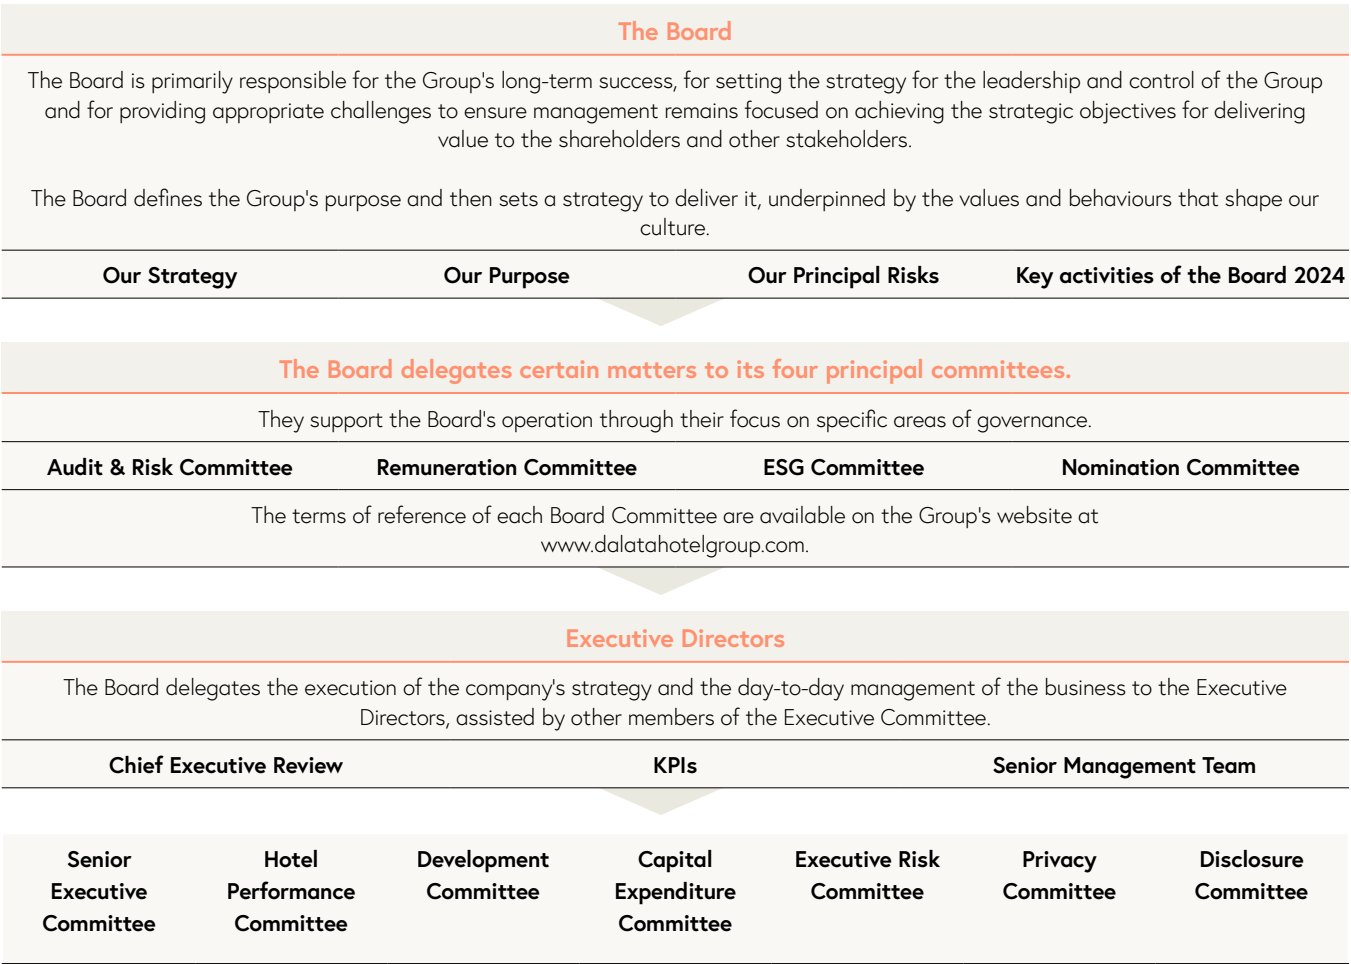 The Board
The Board is primarily responsible for the Group's long-term success, for setting the strategy for the leadership and control of the Group
and for providing appropriate challenges to ensure management remains focused on achieving the strategic objectives for delivering
value to the shareholders and other stakeholders.
The Board defines the Group's purpose and then sets a strategy to deliver it, underpinned by the values and behaviours that shape our
culture.
Our Strategy Our Purpose Our Principal Risks Key activities of the Board 2024
The Board delegates certain matters to its four principal committees.
They support the Board's operation through their focus on specific areas of governance.
Audit & Risk Committee Remuneration Committee ESG Committee Nomination Committee
The terms of reference of each Board Committee are available on the Group's website at
www.dalatahotelgroup.com.
Executive Directors
The Board delegates the execution of the company's strategy and the day-to-day management of the business to the Executive
Directors, assisted by other members of the Executive Committee.
Chief Executive Review KPIs Senior Management Team
Senior
Executive
Committee
Hotel
Performance
Committee
Development
Committee
Capital
Expenditure
Committee
Executive Risk
Committee
Privacy
Committee
Disclosure
Committee